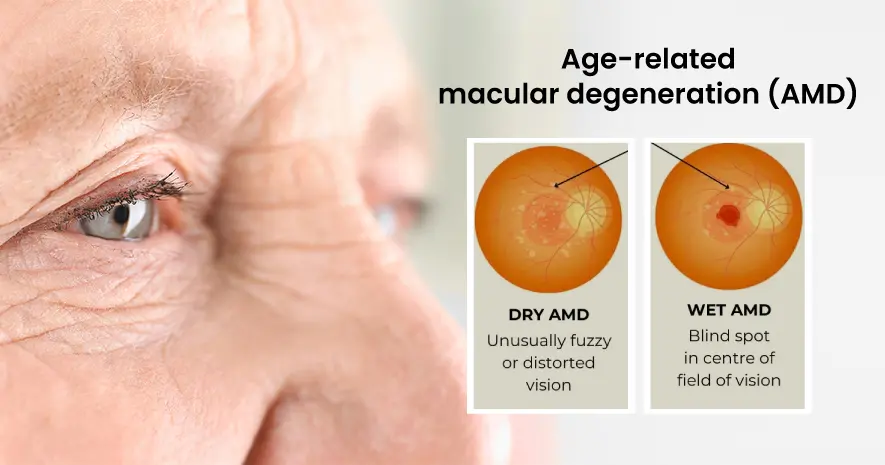 Age-related
macular degeneration (AMD)
DRY AMD
Unusually fuzzy
or distorted
vision
WET AMD
Blind spot
in centre of
field of vision